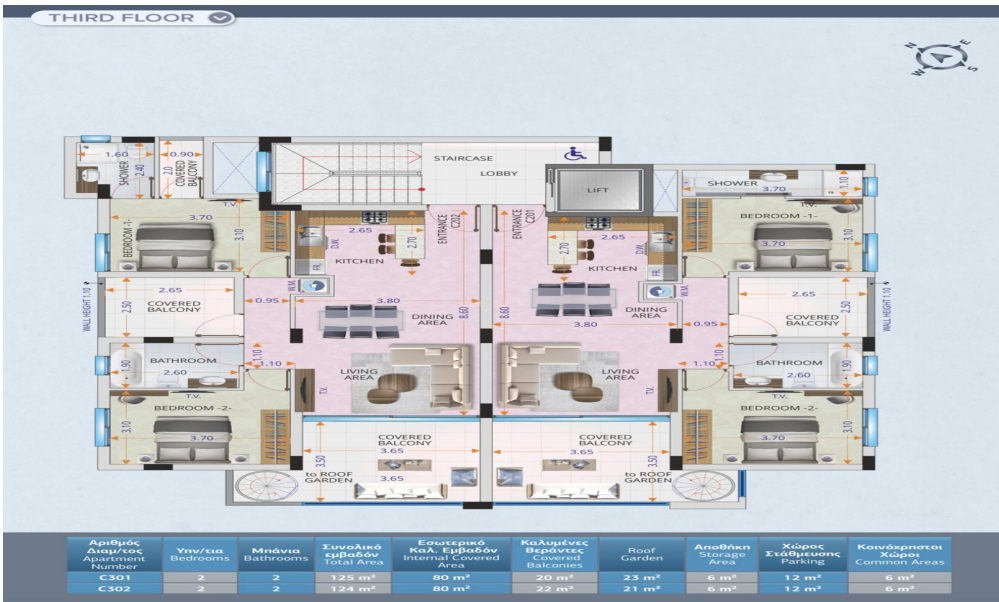 THIRD FLOOR
N
E
W
S
1.60
SHOWER
2.40
0.90
2.0
COVERED
BALCONY
STAIRCASE
LOBBY
LIFT
SHOWER
3.70
1.10
T.V.
3.70
BEDROOM -1-
3.10
2.65
D.W.
2.70
KITCHEN
FR.
W.M.
ENTRANCE
C202
ENTRANCE
C201
2.70
2.65
D.W.
KITCHEN
FR.
W.M.
T.V.
BEDROOM -1-
3.70
3.10
WALL HEIGHT 1.10
2.65
2.50
COVERED
BALCONY
0.95
3.80
DINING
AREA
8.60
8.60
DINING
AREA
3.80
0.95
2.65
2.50
COVERED
BALCONY
WALL HEIGHT 1.10
1.90
BATHROOM
2.60
1.10
1.10
LIVING
AREA
T.V.
LIVING
AREA
T.V.
1.10
1.10
BATHROOM
2.60
1.90
T.V.
BEDROOM -2-
3.10
3.70
T.V.
BEDROOM -2-
3.70
3.10
COVERED
BALCONY
3.65
3.50
to ROOF
GARDEN
3.65
COVERED
BALCONY
3.65
3.50
to ROOF
GARDEN
Αριθμός
Διαμ/τος
Apartment
Number
Υπν/τια
Bedrooms
Μπάνια
Bathrooms
Συνολικό
εμβαδόν
Total Area
Εσωτερικό
Καλ. Εμβαδόν
Internal Covered
Area
Καλυμένες
Βεράντες
Covered
Balconies
Roof
Garden
Αποθήκη
Storage
Area
Χώρος
Στάθμευσης
Parking
Κοινόχρηστοι
Χώροι
Common Areas
C301 2 2 125 m² 80 m² 20 m² 23 m² 6 m² 12 m² 6 m²
C302 2 2 124 m² 80 m² 22 m² 21 m² 6 m² 12 m² 6 m²